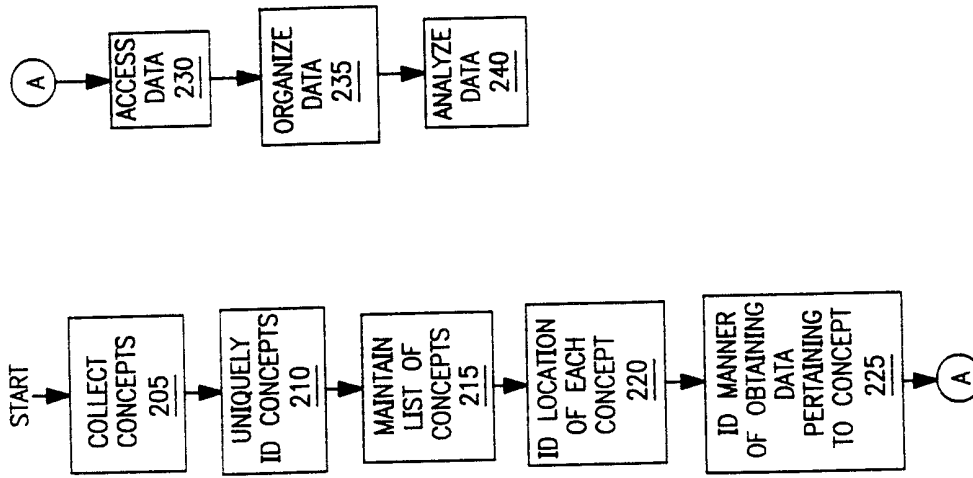 START
COLLECT
CONCEPTS
205
UNIQUELY
ID CONCEPTS
210
MAINTAIN
LIST OF
CONCEPTS
215
ID LOCATION
OF EACH
CONCEPT
220
ID MANNER
OF OBTAINING
DATA
PERTAINING
TO CONCEPT
225
A
A
ACCESS
DATA
230
ORGANIZE
DATA
235
ANALYZE
DATA
240